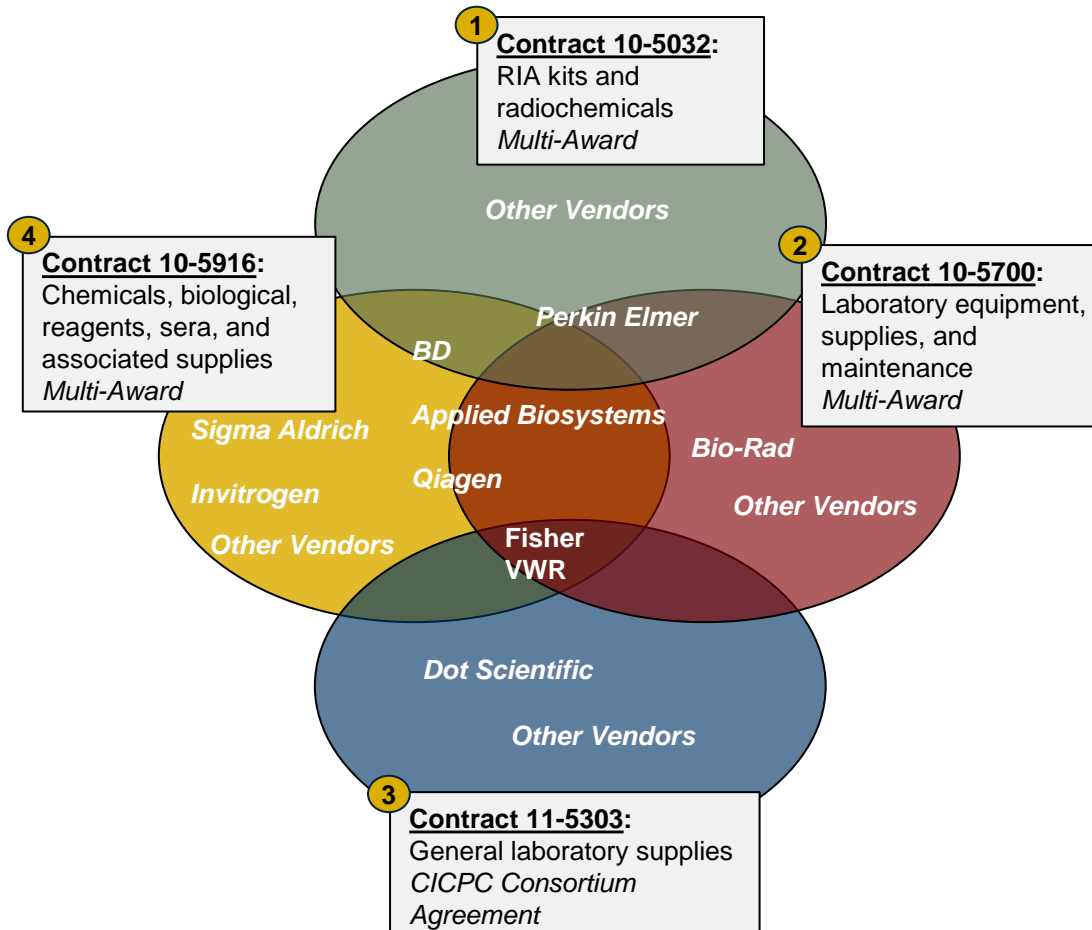 1
Contract 10-5032:
RIA kits and
radiochemicals
Multi-Award
Other Vendors
4
Contract 10-5916:
Chemicals, biological,
reagents, sera, and
associated supplies
Multi-Award
2
Contract 10-5700:
Laboratory equipment,
supplies, and
maintenance
Multi-Award
Perkin Elmer
BD
Applied Biosystems
Sigma Aldrich
Bio-Rad
Qiagen
Invitrogen
Other Vendors
Other Vendors
Fisher
VWR
Dot Scientific
Other Vendors
3
Contract 11-5303:
General laboratory supplies
CICPC Consortium
Agreement